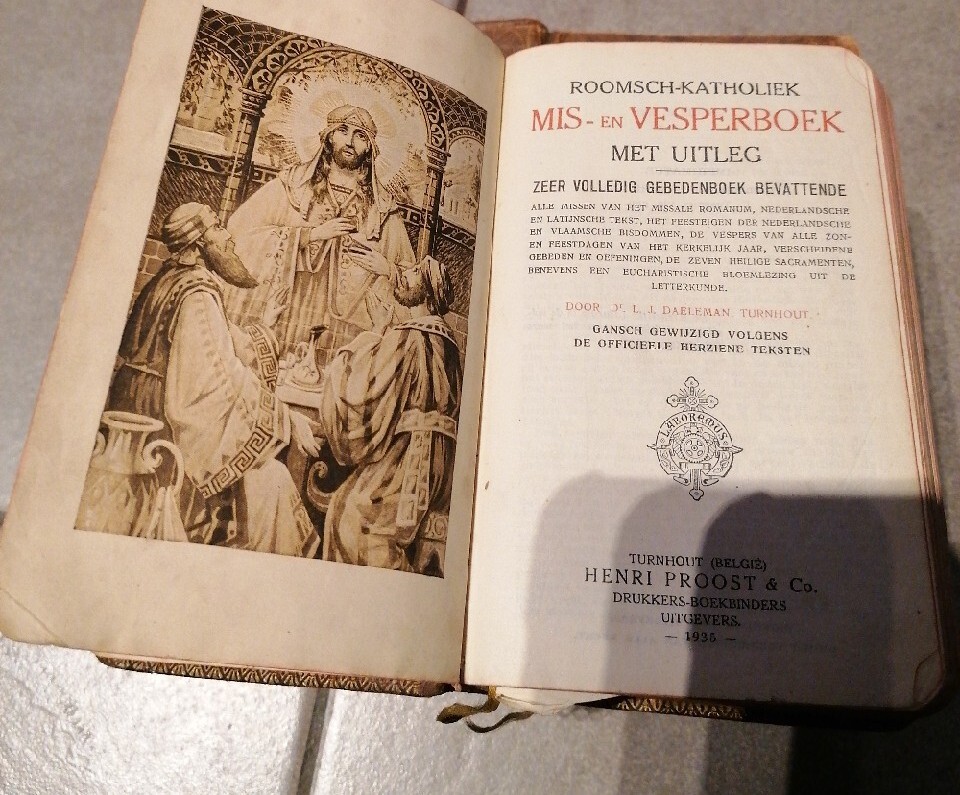 ROOMSCH-KATHOLIEK
MIS- EN VESPERBOEK
MET UITLEG
ZEER VOLLEDIG GEBEDENBOEK BEVATTENDE
ALLE MISSEN VAN HET MISSALE ROMANUM, NEDERLANDSCHE
EN LATIJNSCHE TEKST, HET FEESTEIGEN DER NEDERLANDSCHE
EN VLAAMSCHE BISDOMMEN, DE VESPERS VAN ALLE ZON-
EN FEESTDAGEN VAN HET KERKELIJK JAAR, VERSCHEIDENE
GEBEDEN EN OEFENINGEN, DE ZEVEN HEILIGE SACRAMENTEN,
BENEVENS EEN EUCHARISTISCHE BLOEMLEZING UIT DE
LETTERKUNDE.
DOOR Dr. L. J. DAELEMAN, TURNHOUT.
GANSCH GEWIJZIGD VOLGENS
DE OFFICIEELE HERZIENE TEKSTEN
LABOREMUS
TURNHOUT (BELGIË)
HENRI PROOST & Co.
DRUKKERS-BOEKBINDERS
UITGEVERS.
— 1935 —